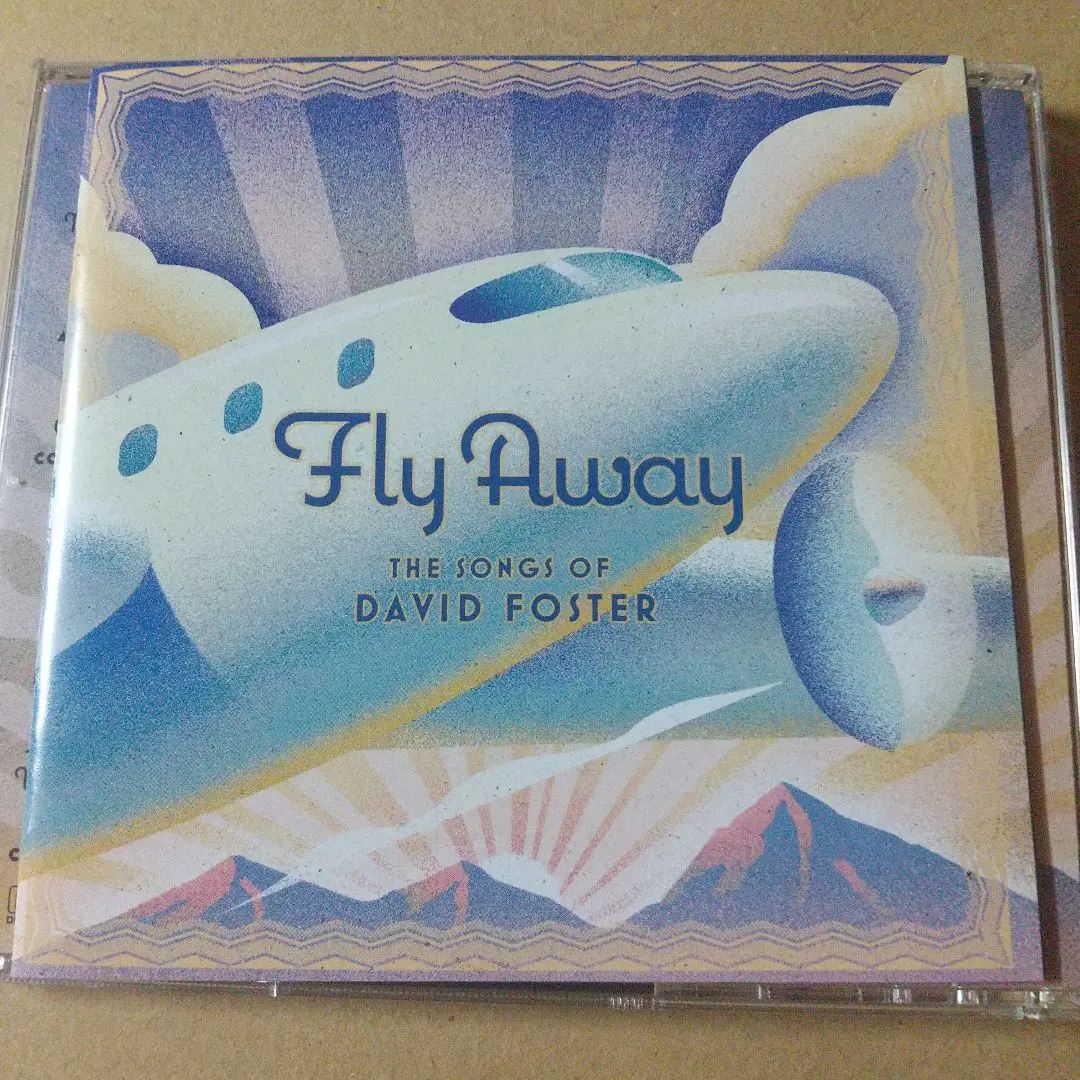 Fly Away
THE SONGS OF
DAVID FOSTER